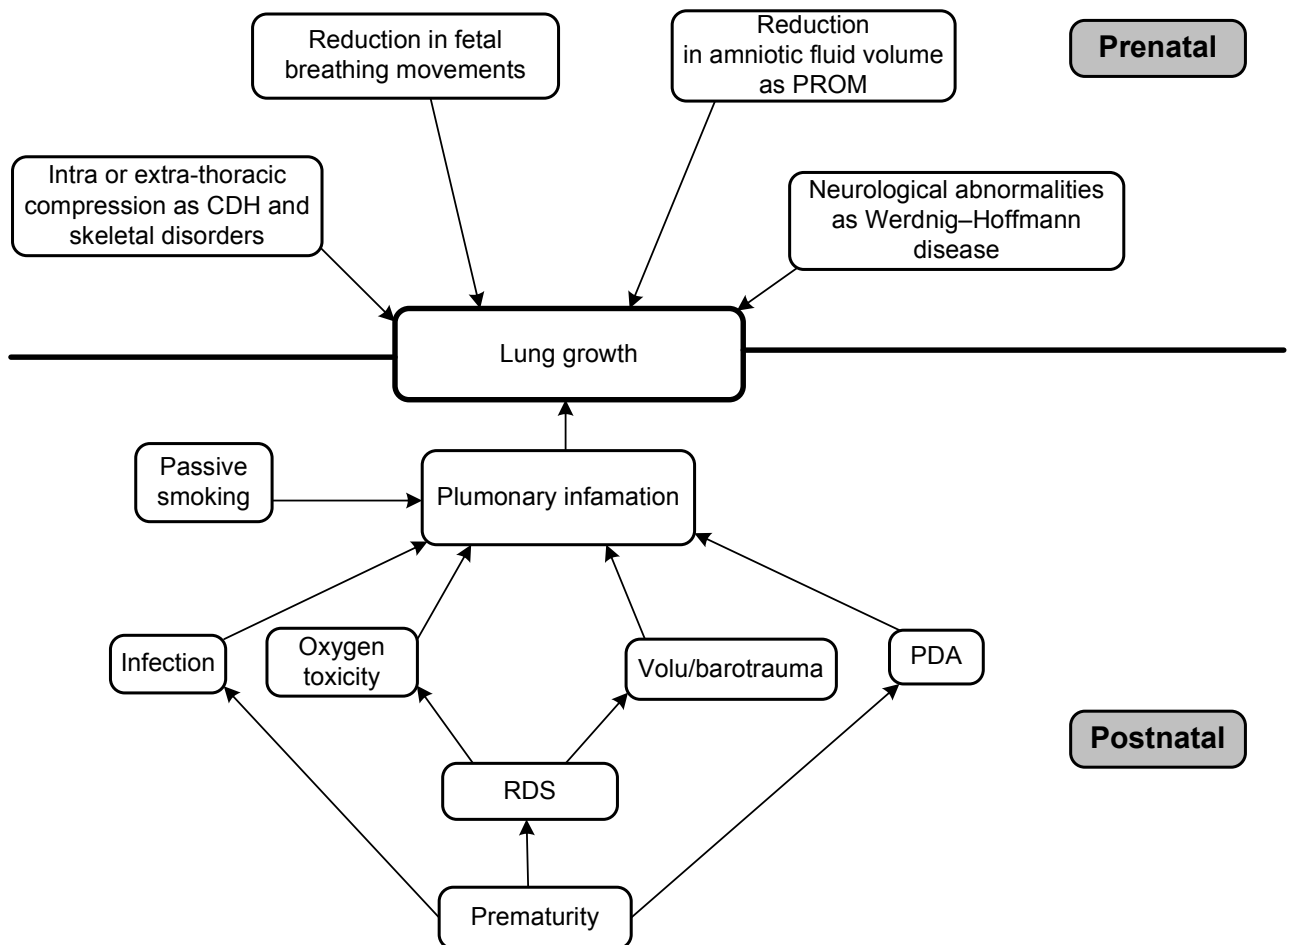 Reduction in fetal
breathing movements
Reduction
in amniotic fluid volume
as PROM
Prenatal
Intra or extra-thoracic
compression as CDH and
skeletal disorders
Neurological abnormalities
as Werdnig–Hoffmann
disease
Lung growth
Passive
smoking
Plumonary infamation
Infection
Oxygen
toxicity
Volu/barotrauma
PDA
Postnatal
RDS
Prematurity